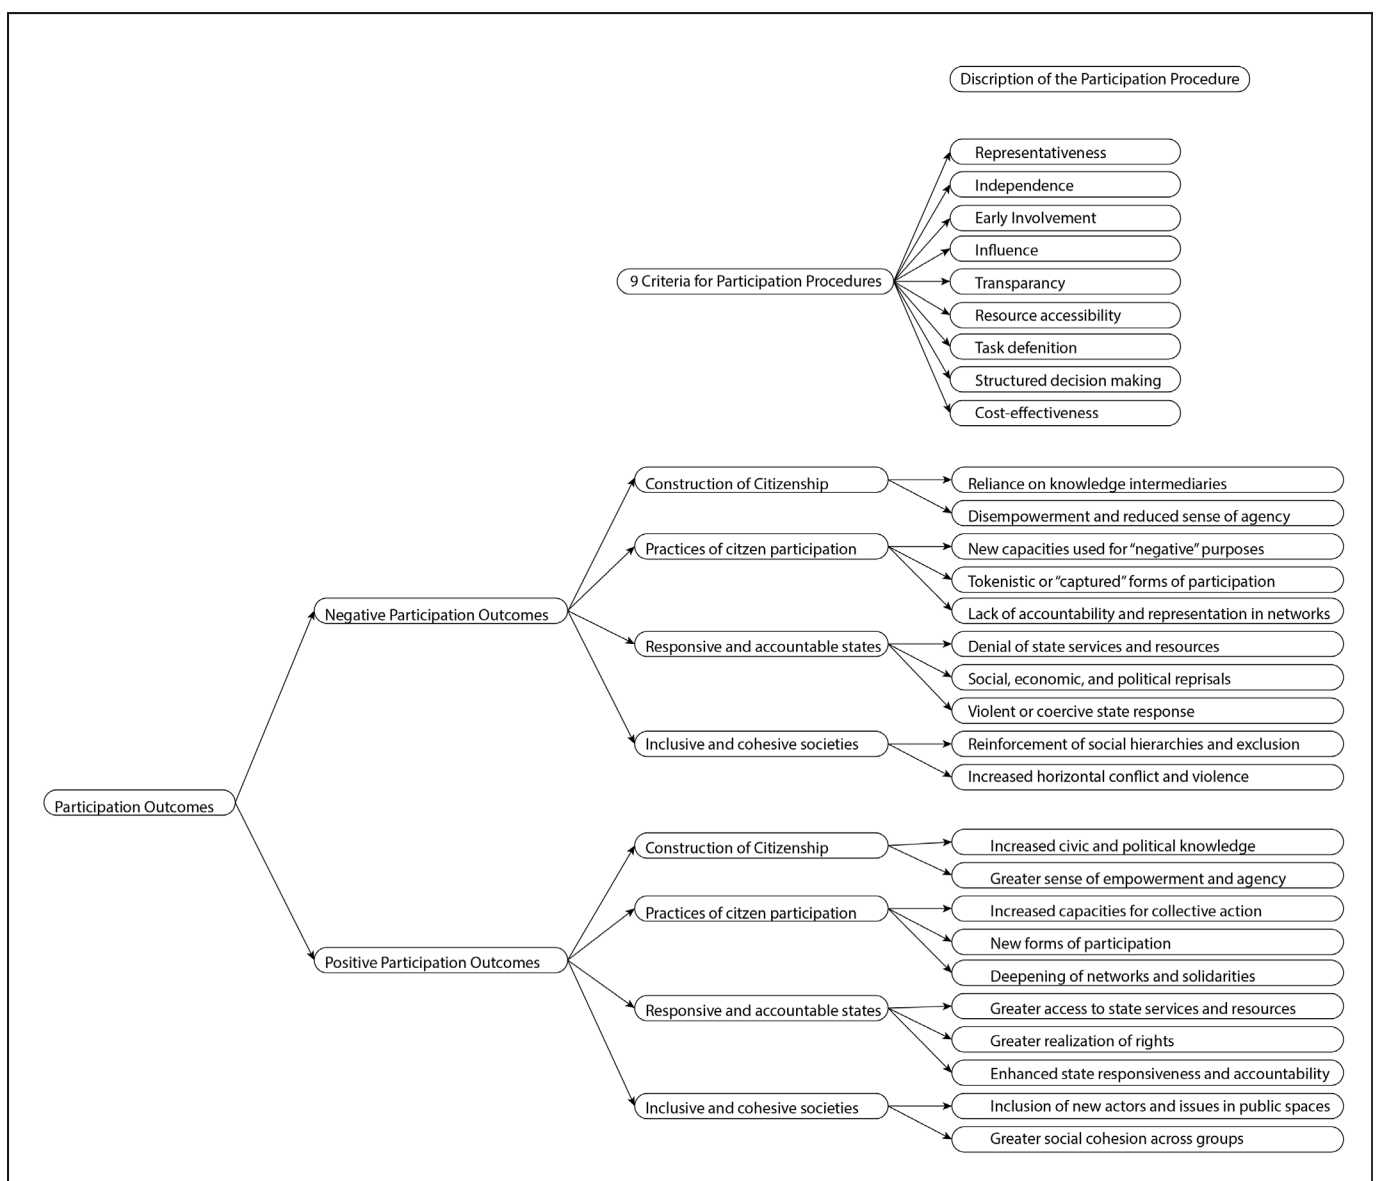 Discription of the Participation Procedure
9 Criteria for Participation Procedures
Representativeness
Independence
Early Involvement
Influence
Transparancy
Resource accessibility
Task defenition
Structured decision making
Cost-effectiveness
Participation Outcomes
Negative Participation Outcomes
Construction of Citizenship
Reliance on knowledge intermediaries
Disempowerment and reduced sense of agency
Practices of citzen participation
New capacities used for “negative” purposes
Tokenistic or “captured” forms of participation
Lack of accountability and representation in networks
Responsive and accountable states
Denial of state services and resources
Social, economic, and political reprisals
Violent or coercive state response
Inclusive and cohesive societies
Reinforcement of social hierarchies and exclusion
Increased horizontal conflict and violence
Positive Participation Outcomes
Construction of Citizenship
Increased civic and political knowledge
Greater sense of empowerment and agency
Practices of citzen participation
Increased capacities for collective action
New forms of participation
Deepening of networks and solidarities
Responsive and accountable states
Greater access to state services and resources
Greater realization of rights
Enhanced state responsiveness and accountability
Inclusive and cohesive societies
Inclusion of new actors and issues in public spaces
Greater social cohesion across groups